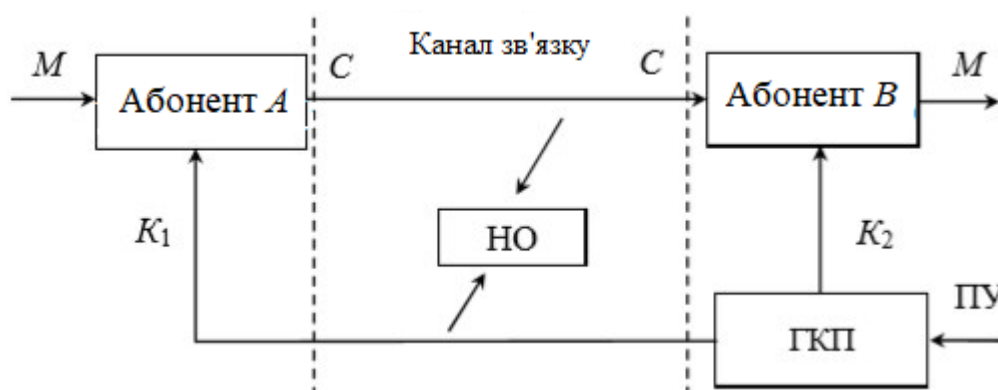 Канал зв'язку
M
C
C
M
Абонент A
Абонент B
K1
НО
K2
ПУ
ГКП